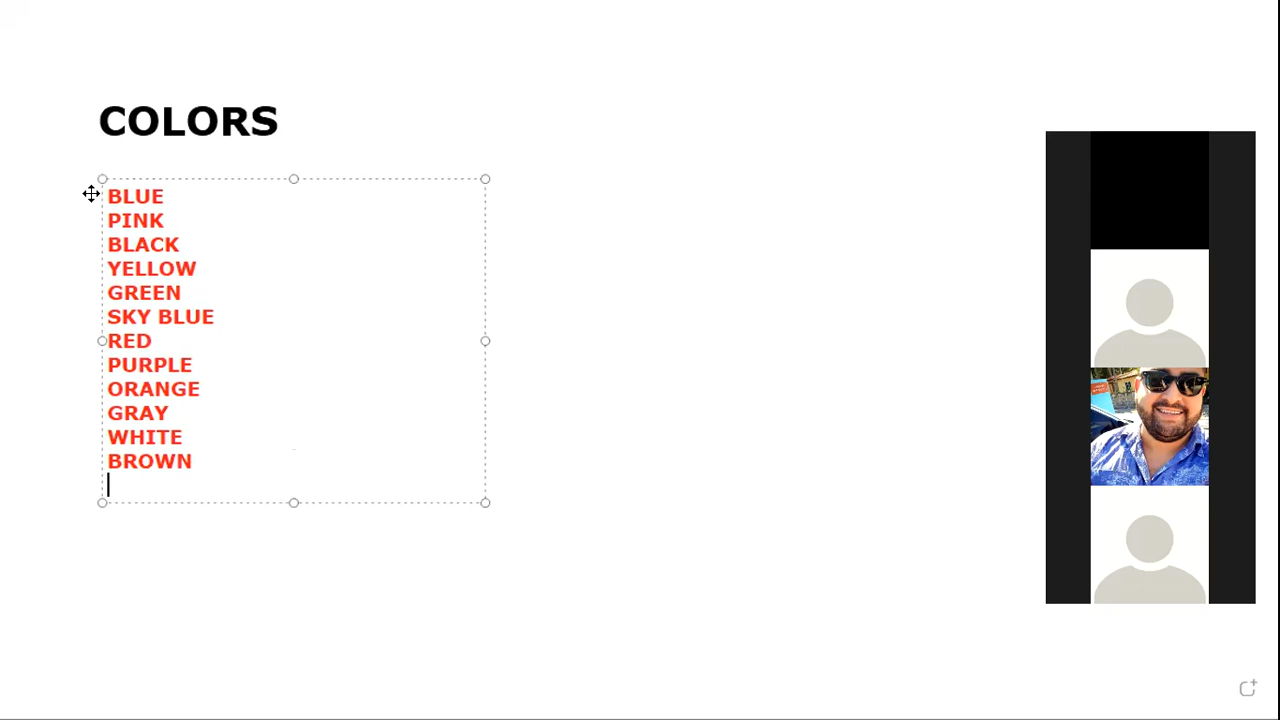 COLORS
BLUE
PINK
BLACK
YELLOW
GREEN
SKY BLUE
RED
PURPLE
ORANGE
GRAY
WHITE
BROWN